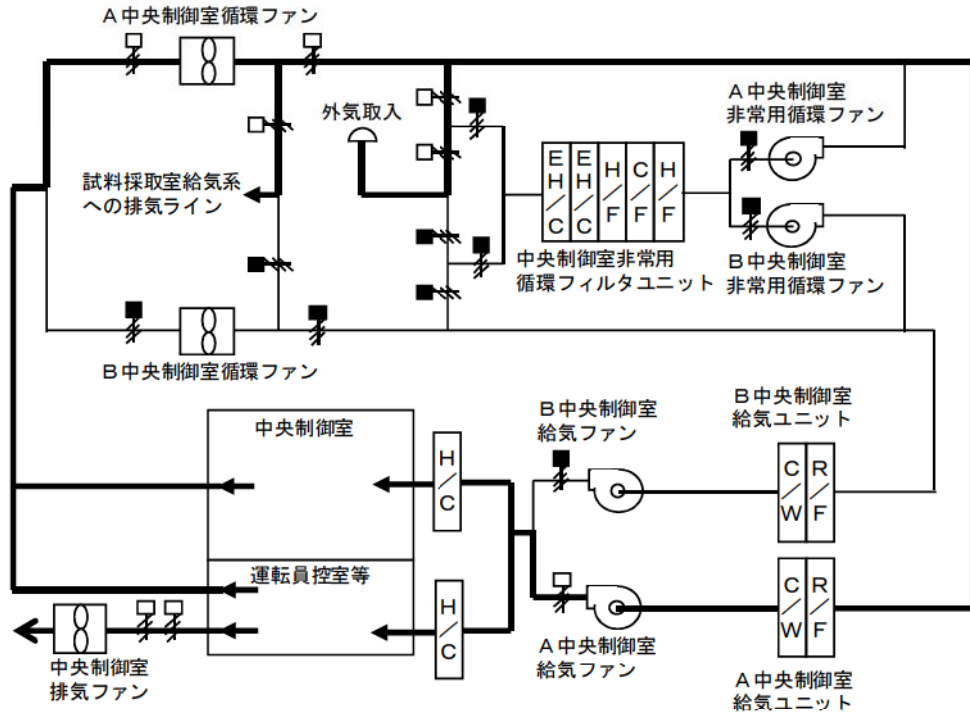 A中央制御室循環ファン
外気取入
A中央制御室
非常用循環ファン
試料採取室給気系
への排気ライン
EH/C
EH/C
H/F
C/F
H/F
中央制御室非常用
循環フィルタユニット
B中央制御室
非常用循環ファン
B中央制御室循環ファン
中央制御室
H/C
B中央制御室
給気ファン
B中央制御室
給気ユニット
C/W
R/F
運転員控室等
H/C
A中央制御室
給気ファン
C/W
R/F
A中央制御室
給気ユニット
中央制御室
排気ファン